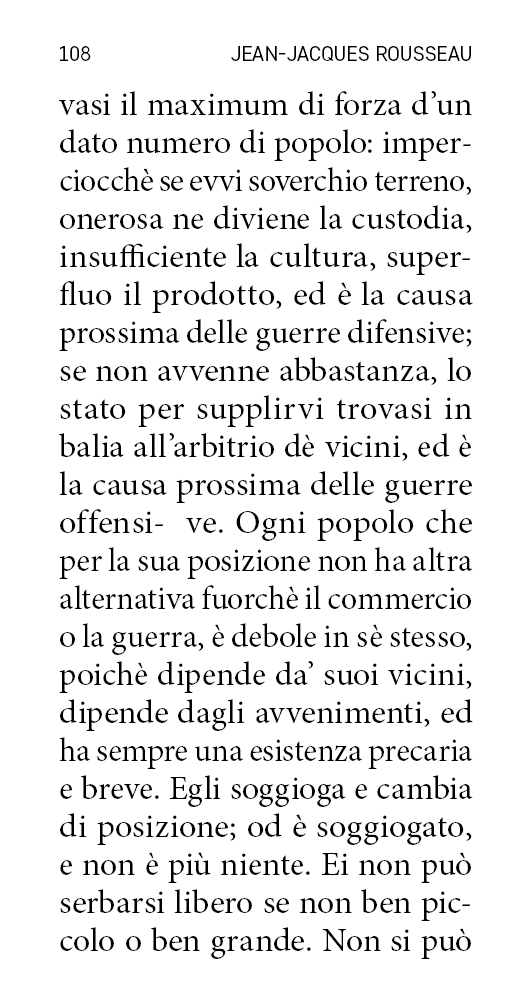 108 JEAN-JACQUES ROUSSEAU
vasi il maximum di forza d’un
dato numero di popolo: imper-
ciocchè se evvi soverchio terreno,
onerosa ne diviene la custodia,
insufficiente la cultura, super-
fluo il prodotto, ed è la causa
prossima delle guerre difensive;
se non avvenne abbastanza, lo
stato per supplirvi trovasi in
balia all’arbitrio dè vicini, ed è
la causa prossima delle guerre
offensi- ve. Ogni popolo che
per la sua posizione non ha altra
alternativa fuorchè il commercio
o la guerra, è debole in sè stesso,
poichè dipende da’ suoi vicini,
dipende dagli avvenimenti, ed
ha sempre una esistenza precaria
e breve. Egli soggioga e cambia
di posizione; od è soggiogato,
e non è più niente. Ei non può
serbarsi libero se non ben pic-
colo o ben grande. Non si può